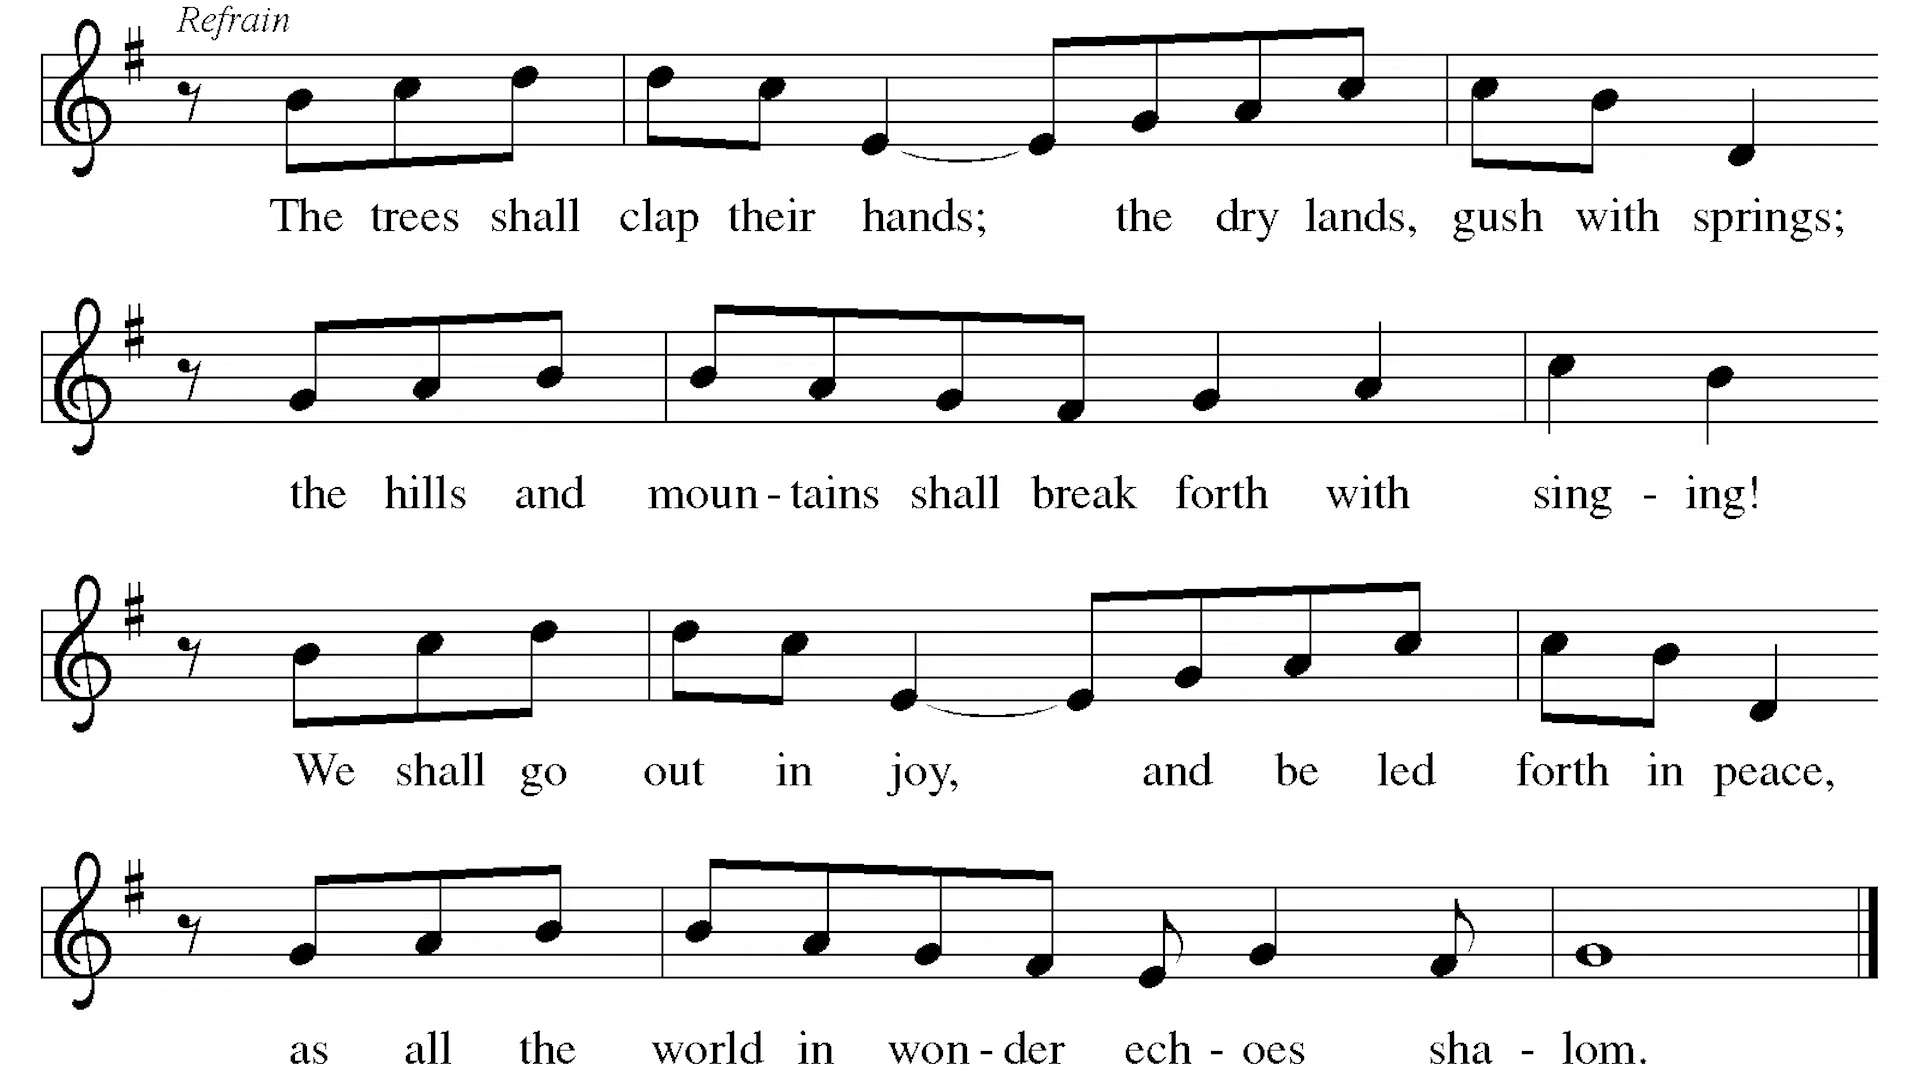 Refrain
The trees shall clap their hands; the dry lands, gush with springs;
the hills and moun - tains shall break forth with sing - ing!
We shall go out in joy, and be led forth in peace,
as all the world in won - der ech - oes sha - lom.